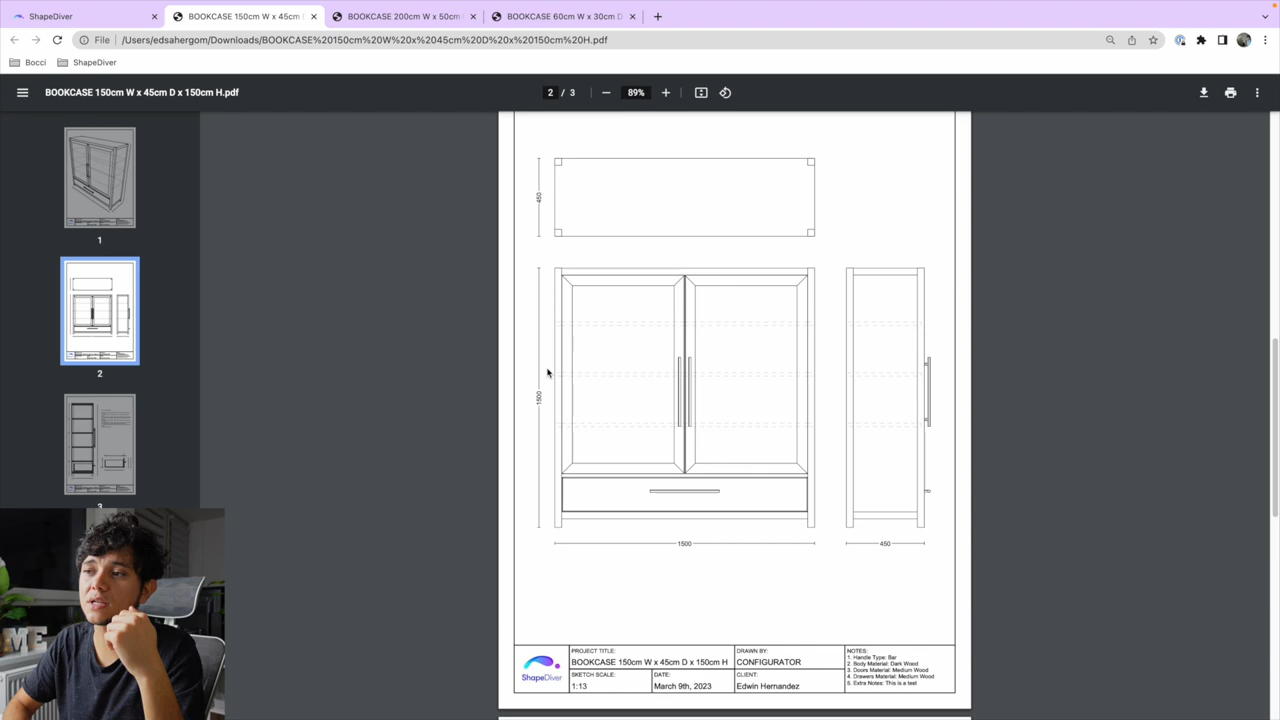 ShapeDiver
BOOKCASE 150cm W x 45cm D
BOOKCASE 200cm W x 50cm
BOOKCASE 60cm W x 30cm D
File
/Users/edsahergom/Downloads/BOOKCASE%20150cm%20W%20x%2045cm%20D%20x%20150cm%20H.pdf
Bocci
ShapeDiver
BOOKCASE 150cm W x 45cm D x 150cm H.pdf
2 / 3
89%
1
2
3
450
1500
1500
450
ShapeDiver
PROJECT TITLE:
BOOKCASE 150cm W x 45cm D x 150cm H
SKETCH SCALE:
1:13
DATE:
March 9th, 2023
DRAWN BY:
CONFIGURATOR
CLIENT:
Edwin Hernandez
NOTES:
1. Handle Type: Bar
2. Body Material: Dark Wood
3. Doors Material: Medium Wood
4. Drawers Material: Medium Wood
5. Extra Notes: This is a test